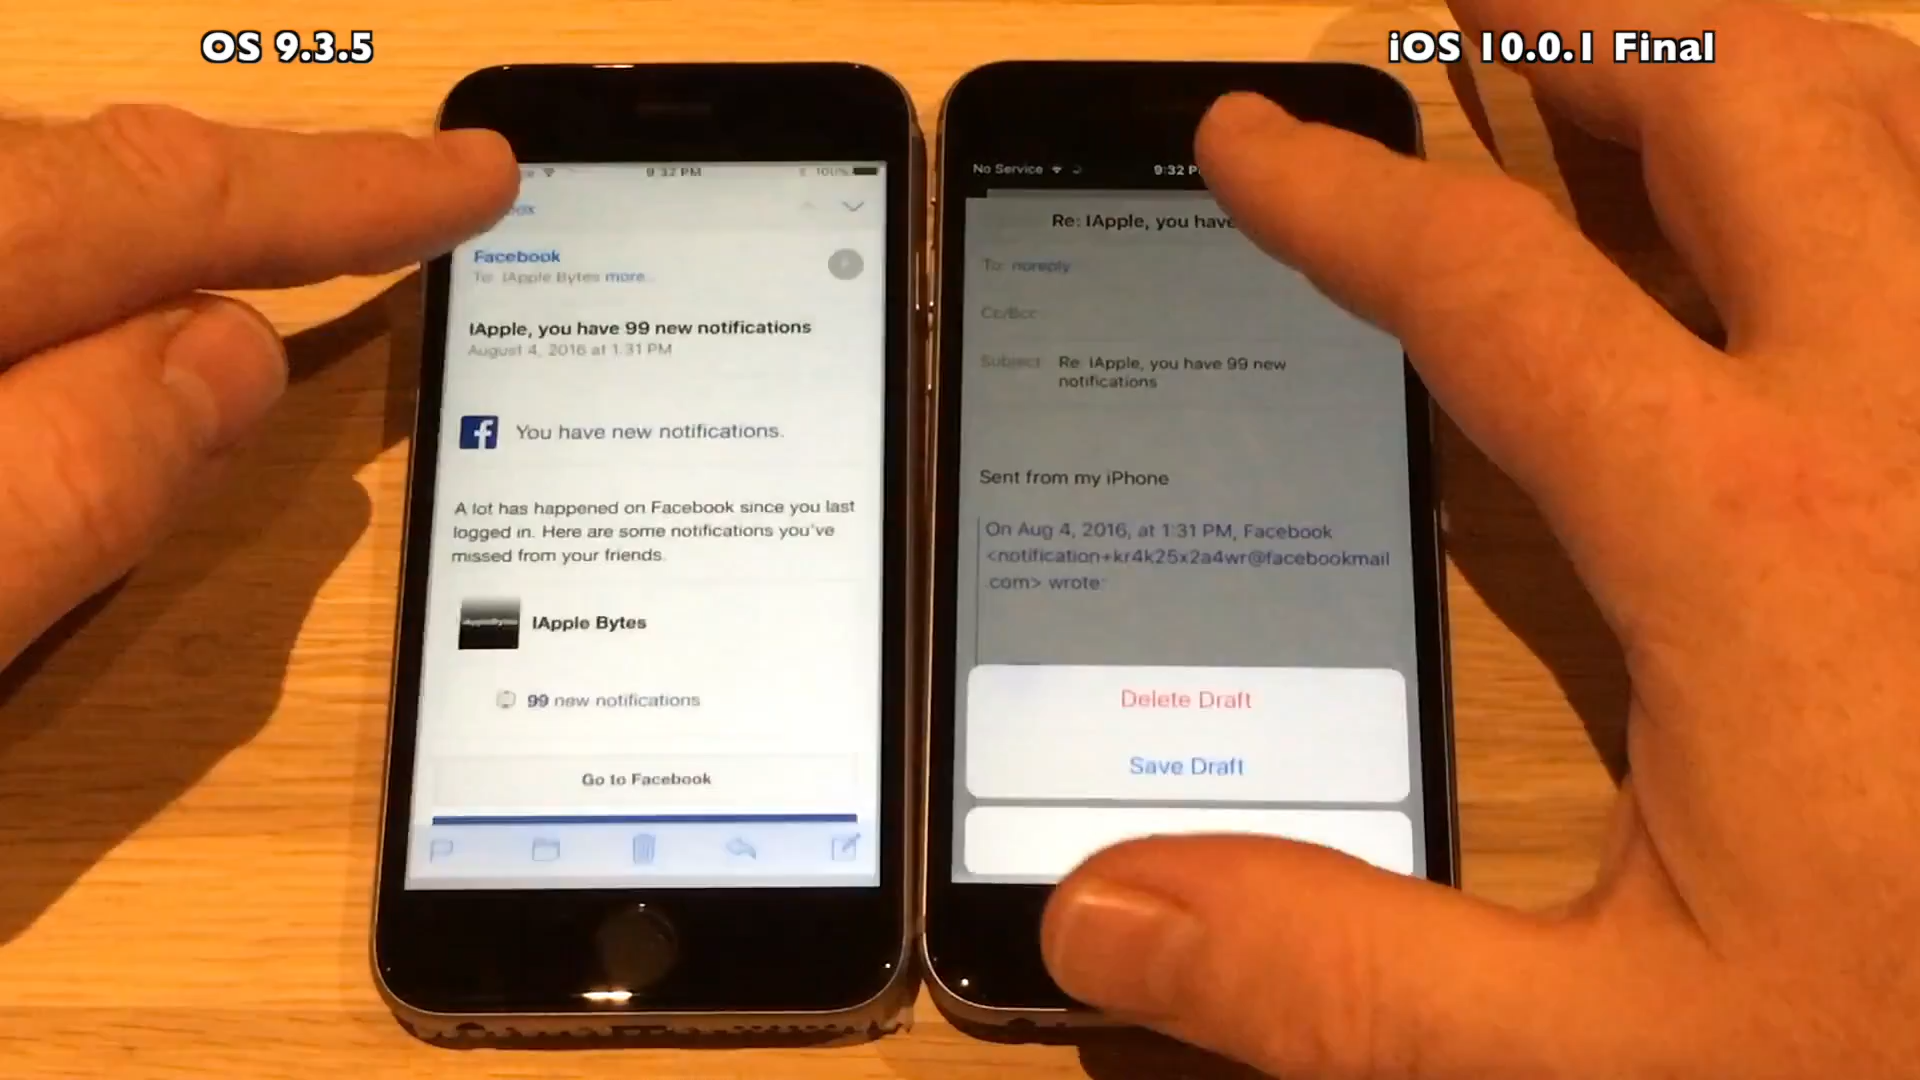 OS 9.3.5
iOS 10.0.1 Final
9:32 PM
100%
Facebook
To: IApple Bytes more...
IApple, you have 99 new notifications
August 4, 2016 at 1:31 PM
You have new notifications.
A lot has happened on Facebook since you last
logged in. Here are some notifications you've
missed from your friends.
IApple Bytes
99 new notifications
Go to Facebook
No Service
9:32 P
Re: IApple, you have
To: noreply
Cc/Bcc:
Subject: Re: IApple, you have 99 new
notifications
Sent from my iPhone
On Aug 4, 2016, at 1:31 PM, Facebook
<notification+kr4k25x2a4wr@facebookmail
.com> wrote:
Delete Draft
Save Draft